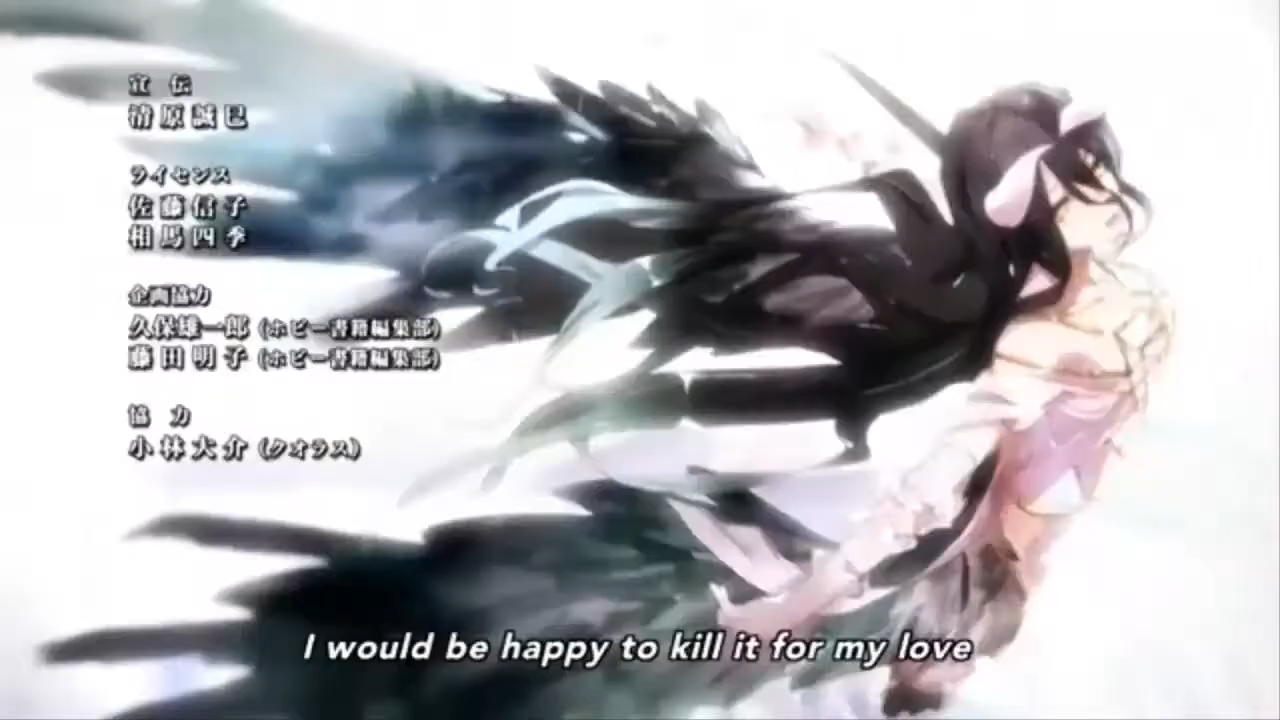 宣 伝
清原誠巳
ライセンス
佐藤信子
相馬四季
企画協力
久保雄一郎 (ホビー書籍編集部)
藤田明子 (ホビー書籍編集部)
協 力
小林大介 (クオラス)
I would be happy to kill it for my love